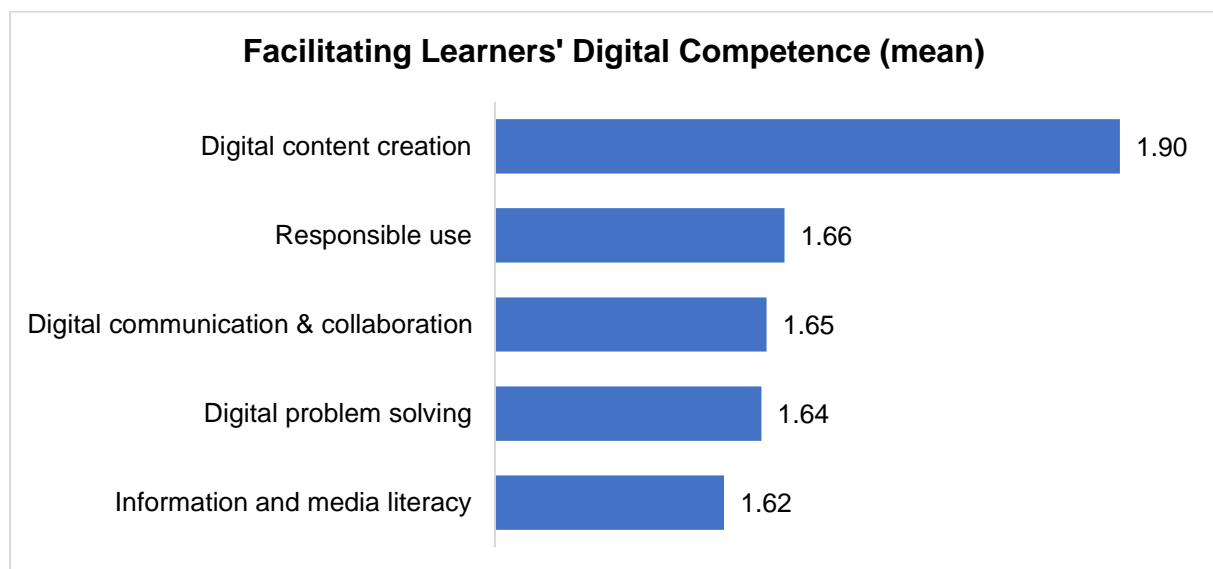 Facilitating Learners' Digital Competence (mean)
Digital content creation 1.90
Responsible use 1.66
Digital communication & collaboration 1.65
Digital problem solving 1.64
Information and media literacy 1.62